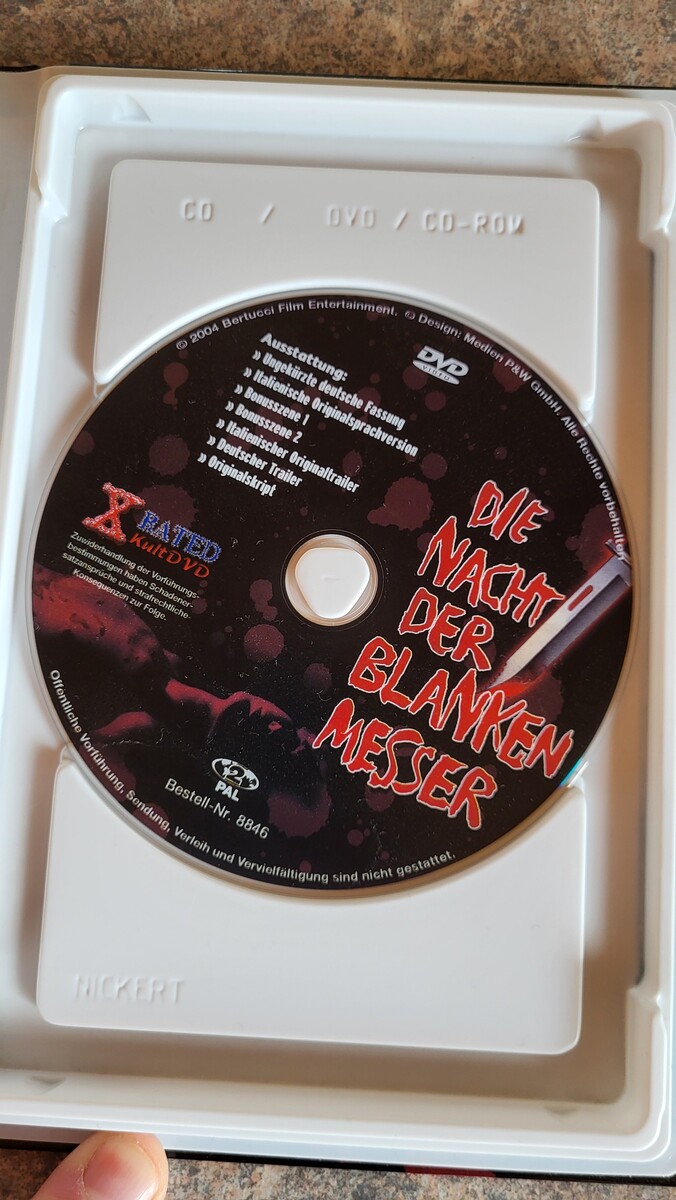 CD / DVD / CD-ROM
© 2004 Bertucci Film Entertainment. © Design: Medien P&W GmbH. Alle Rechte vorbehalten
DVD
VIDEO
Ausstattung:
» Ungekürzte deutsche Fassung
» Italienische Originalsprachversion
» Bonusszene 1
» Bonusszene 2
» Italienischer Originaltrailer
» Deutscher Trailer
» Originalskript
X RATED
KultDVD
Zuwiderhandlung der Vorführungs-
bestimmungen haben Schadener-
satzansprüche und strafrechtliche-
Konsequenzen zur Folge.
DIE
NACHT
DER
BLANKEN
MESSER
2
PAL
Bestell-Nr. 8846
Öffentliche Vorführung, Sendung, Verleih und Vervielfältigung sind nicht gestattet.
NICKERT